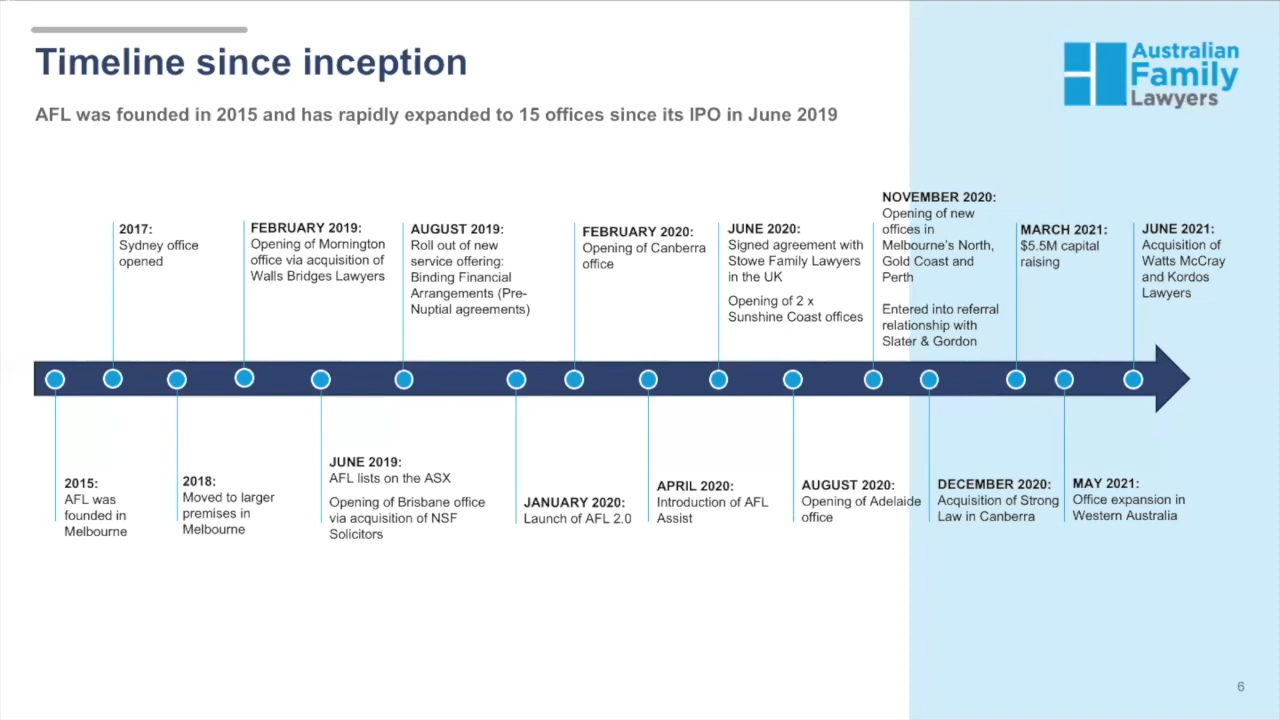 Timeline since inception
Australian
Family
Lawyers
AFL was founded in 2015 and has rapidly expanded to 15 offices since its IPO in June 2019
2017:
Sydney office
opened
FEBRUARY 2019:
Opening of Mornington
office via acquisition of
Walls Bridges Lawyers
AUGUST 2019:
Roll out of new
service offering:
Binding Financial
Arrangements (Pre-
Nuptial agreements)
FEBRUARY 2020:
Opening of Canberra
office
JUNE 2020:
Signed agreement with
Stowe Family Lawyers
in the UK
Opening of 2 x
Sunshine Coast offices
NOVEMBER 2020:
Opening of new
offices in
Melbourne's North,
Gold Coast and
Perth
Entered into referral
relationship with
Slater & Gordon
MARCH 2021:
$5.5M capital
raising
JUNE 2021:
Acquisition of
Watts McCray
and Kordos
Lawyers
2015:
AFL was
founded in
Melbourne
2018:
Moved to larger
premises in
Melbourne
JUNE 2019:
AFL lists on the ASX
Opening of Brisbane office
via acquisition of NSF
Solicitors
JANUARY 2020:
Launch of AFL 2.0
APRIL 2020:
Introduction of AFL
Assist
AUGUST 2020:
Opening of Adelaide
office
DECEMBER 2020:
Acquisition of Strong
Law in Canberra
MAY 2021:
Office expansion in
Western Australia
6